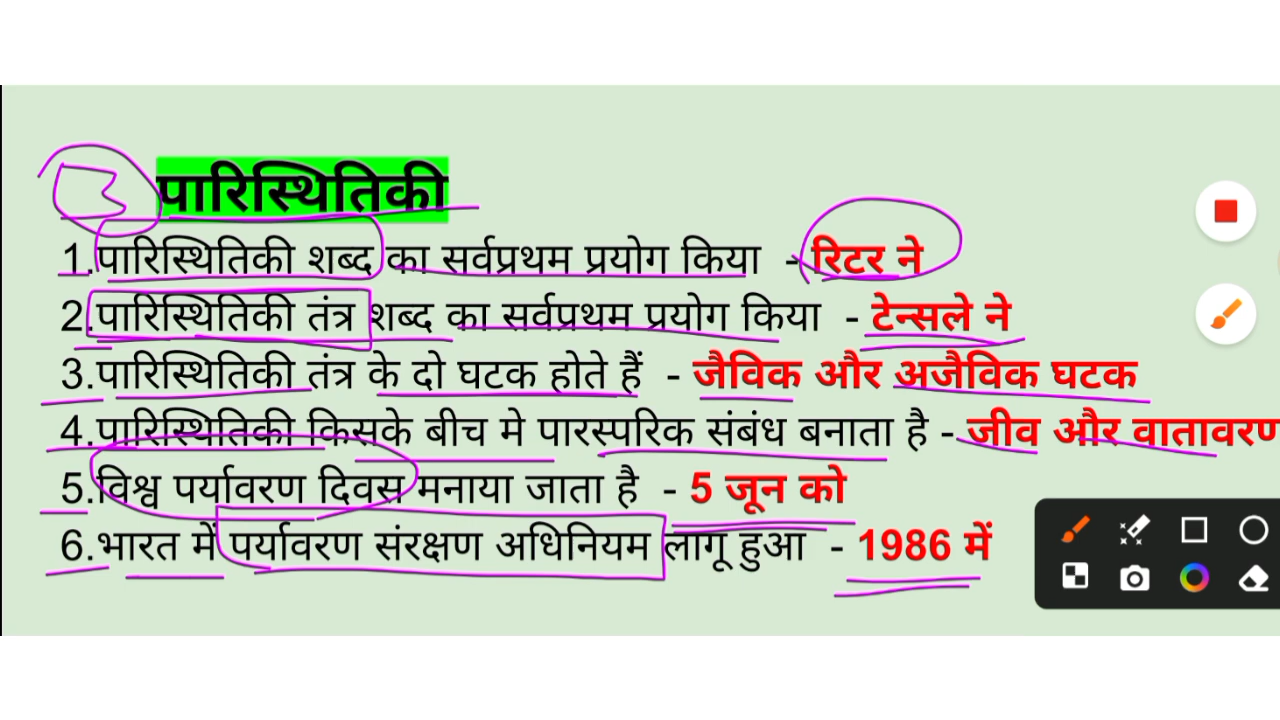 3 पारिस्थितिकी
1.पारिस्थितिकी शब्द का सर्वप्रथम प्रयोग किया - रिटर ने
2.पारिस्थितिकी तंत्र शब्द का सर्वप्रथम प्रयोग किया - टेन्सले ने
3.पारिस्थितिकी तंत्र के दो घटक होते हैं - जैविक और अजैविक घटक
4.पारिस्थितिकी किसके बीच मे पारस्परिक संबंध बनाता है - जीव और वातावरण
5.विश्व पर्यावरण दिवस मनाया जाता है - 5 जून को
6.भारत में पर्यावरण संरक्षण अधिनियम लागू हुआ - 1986 में